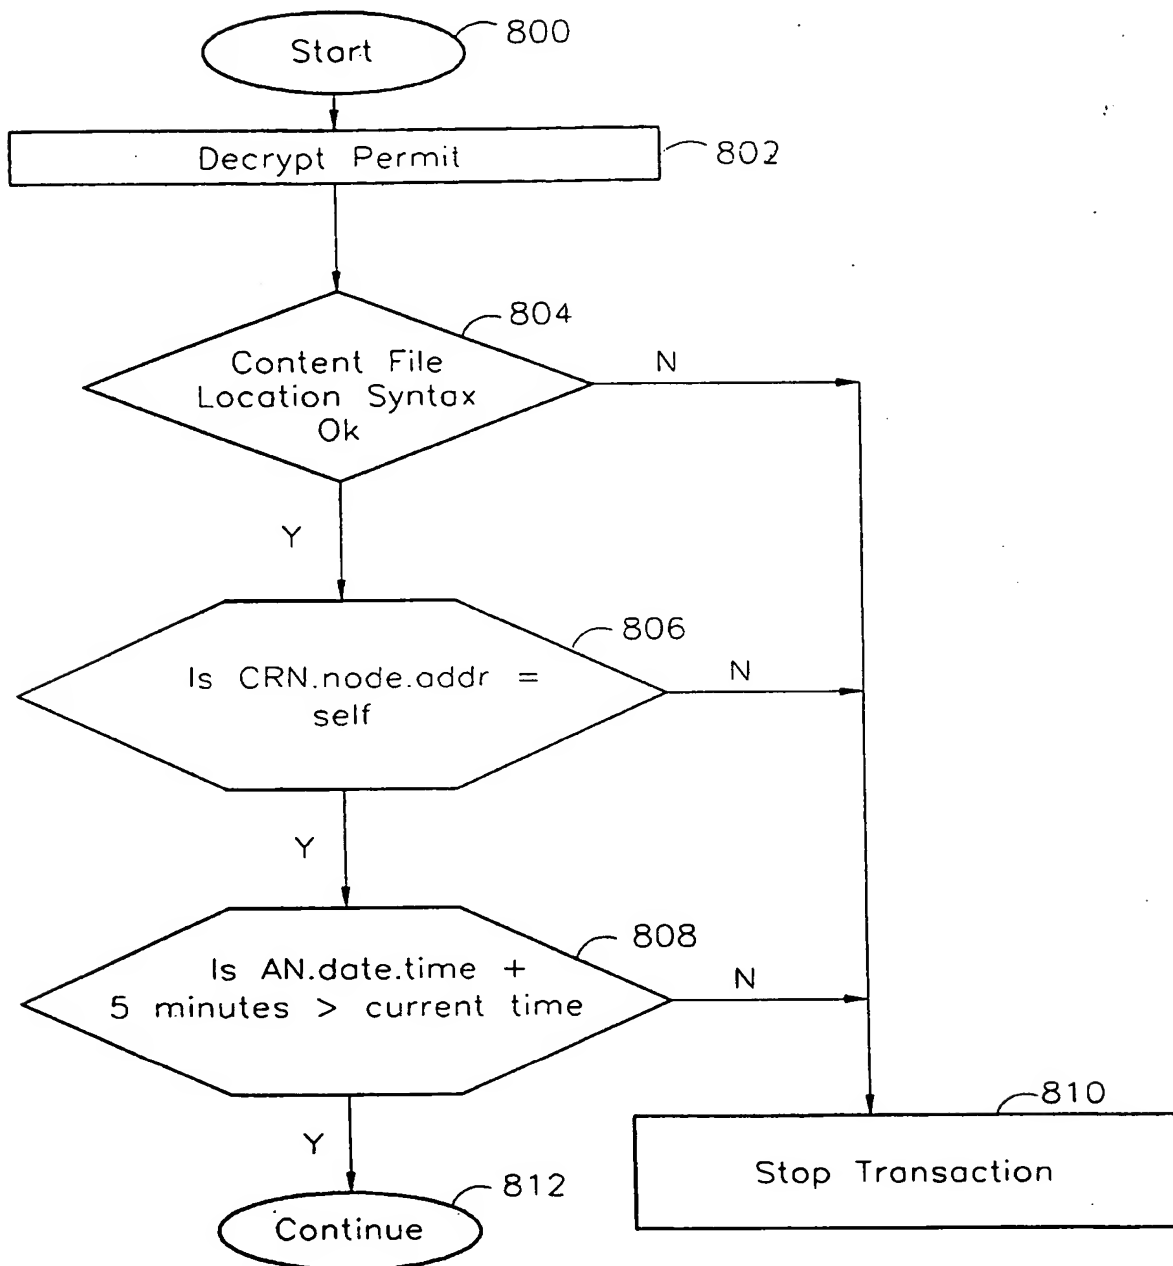 Start
800
Decrypt Permit
802
804
Content File
Location Syntax
Ok
N
Y
806
Is CRN.node.addr =
self
N
Y
808
Is AN.date.time +
5 minutes > current time
N
Y
810
Stop Transaction
812
Continue